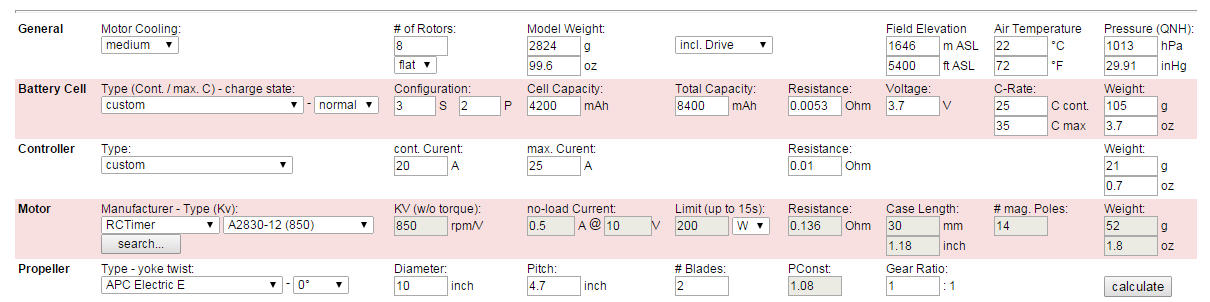 General Motor Cooling: # of Rotors: Model Weight: Field Elevation Air Temperature Pressure (QNH):
medium 8 2824 g incl. Drive 1646 m ASL 22 °C 1013 hPa
flat 99.6 oz 5400 ft ASL 72 °F 29.91 inHg
Battery Cell Type (Cont. / max. C) - charge state: Configuration: Cell Capacity: Total Capacity: Resistance: Voltage: C-Rate: Weight:
custom - normal 3 S 2 P 4200 mAh 8400 mAh 0.0053 Ohm 3.7 V 25 C cont. 105 g
35 C max 3.7 oz
Controller Type: cont. Curent: max. Curent: Resistance: Weight:
custom 20 A 25 A 0.01 Ohm 21 g
0.7 oz
Motor Manufacturer - Type (Kv): KV (w/o torque): no-load Current: Limit (up to 15s): Resistance: Case Length: # mag. Poles: Weight:
RCTimer A2830-12 (850) 850 rpm/V 0.5 A @ 10 V 200 W 0.136 Ohm 30 mm 14 52 g
search... 1.18 inch 1.8 oz
Propeller Type - yoke twist: Diameter: Pitch: # Blades: PConst: Gear Ratio:
APC Electric E - 0° 10 inch 4.7 inch 2 1.08 1 : 1 calculate